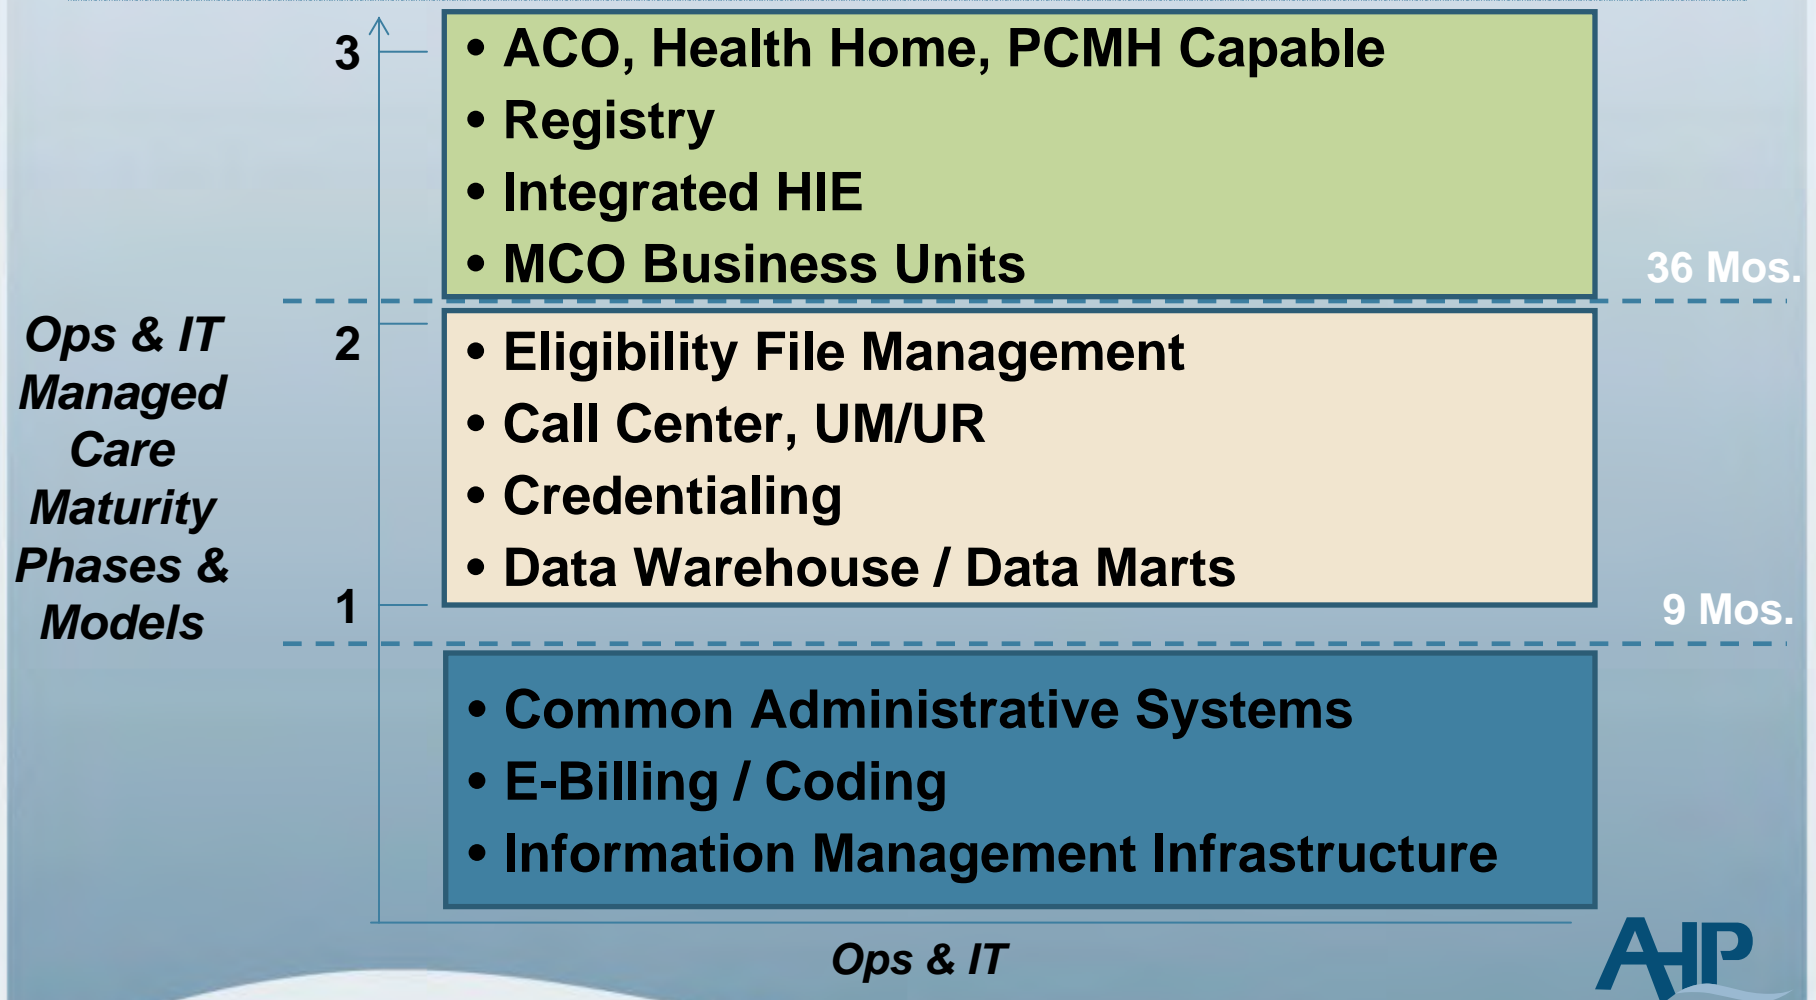 3
• ACO, Health Home, PCMH Capable
• Registry
• Integrated HIE
• MCO Business Units
36 Mos.
Ops & IT
Managed
Care
Maturity
Phases &
Models
2
• Eligibility File Management
• Call Center, UM/UR
• Credentialing
• Data Warehouse / Data Marts
1
9 Mos.
• Common Administrative Systems
• E-Billing / Coding
• Information Management Infrastructure
Ops & IT
AHP